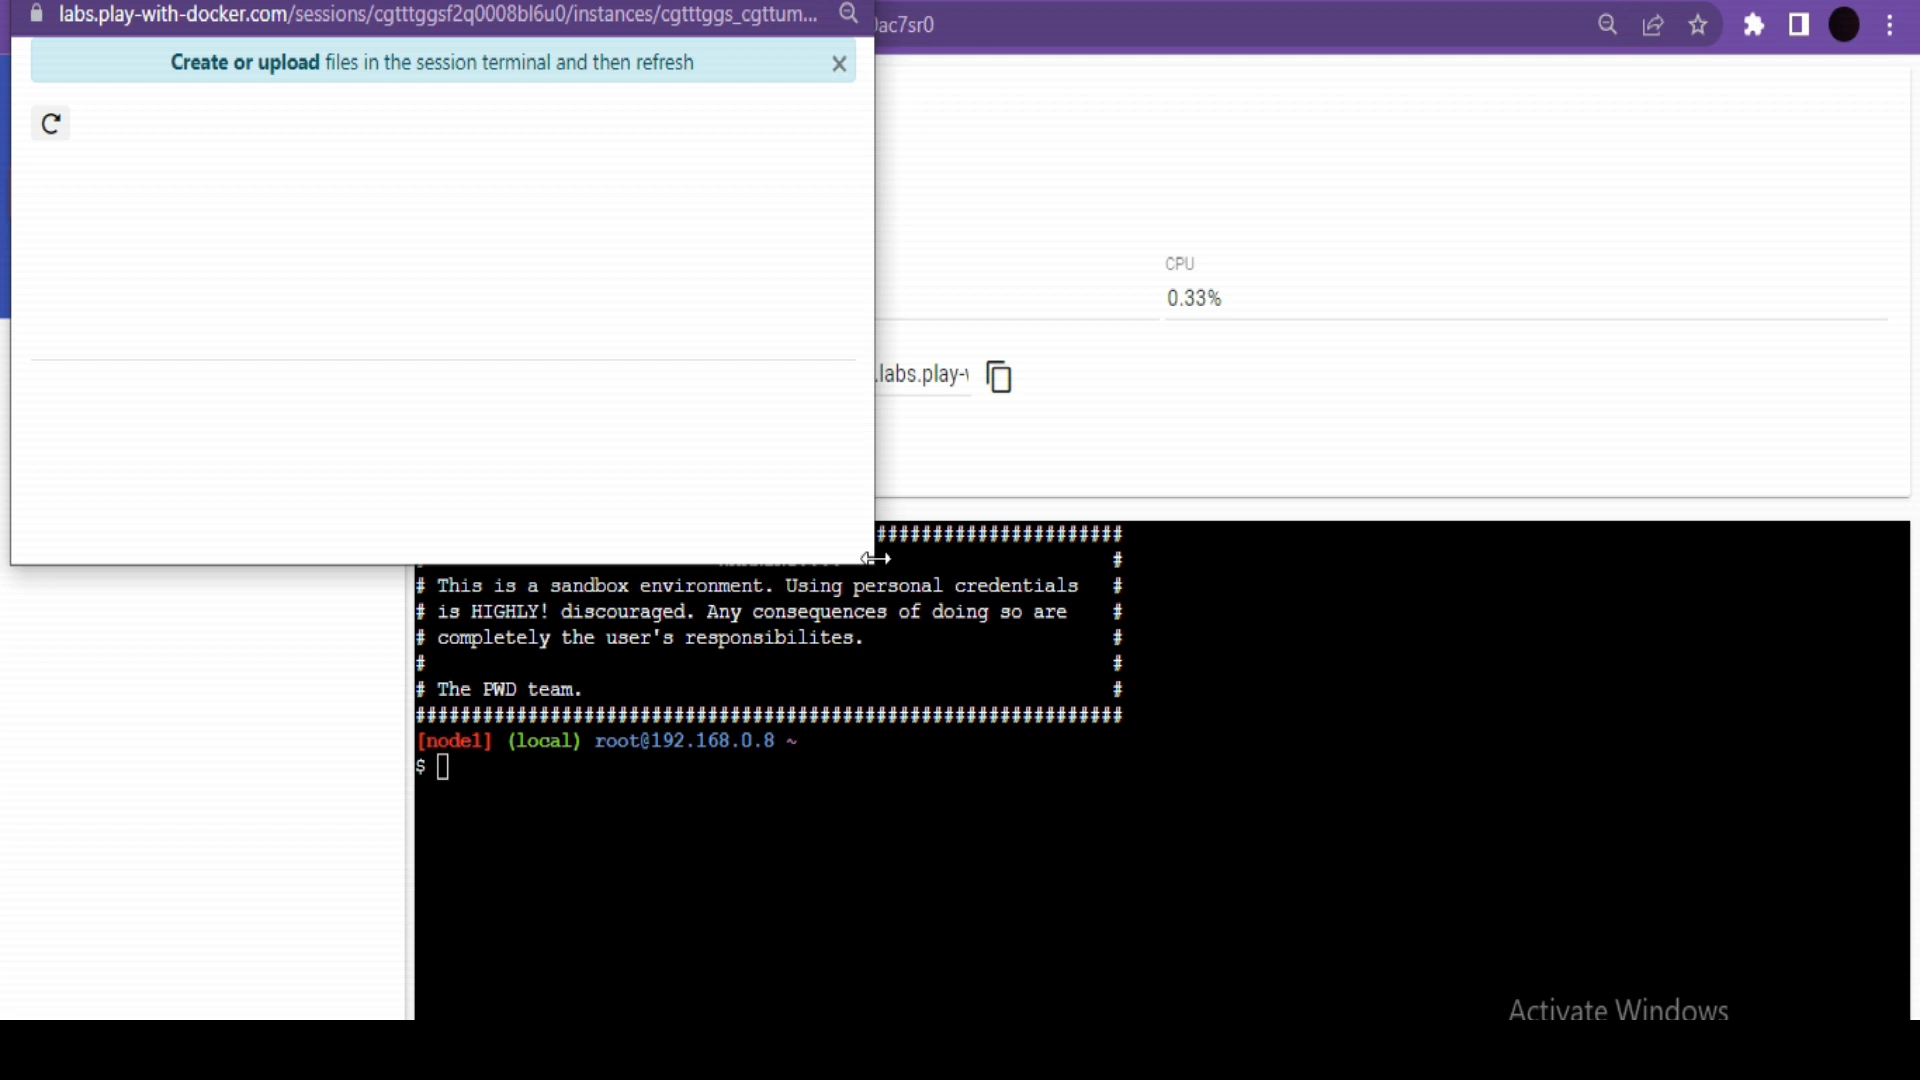 labs.play-with-docker.com/sessions/cgtttggsf2q0008bl6u0/instances/cgtttggs_cgttum...
0ac7sr0
Create or upload files in the session terminal and then refresh
CPU
0.33%
.labs.play-
######################
#
# This is a sandbox environment. Using personal credentials #
# is HIGHLY! discouraged. Any consequences of doing so are #
# completely the user's responsibilites. #
# #
# The PWD team. #
###############################################################
[node1] (local) root@192.168.0.8 ~
$
Activate Windows